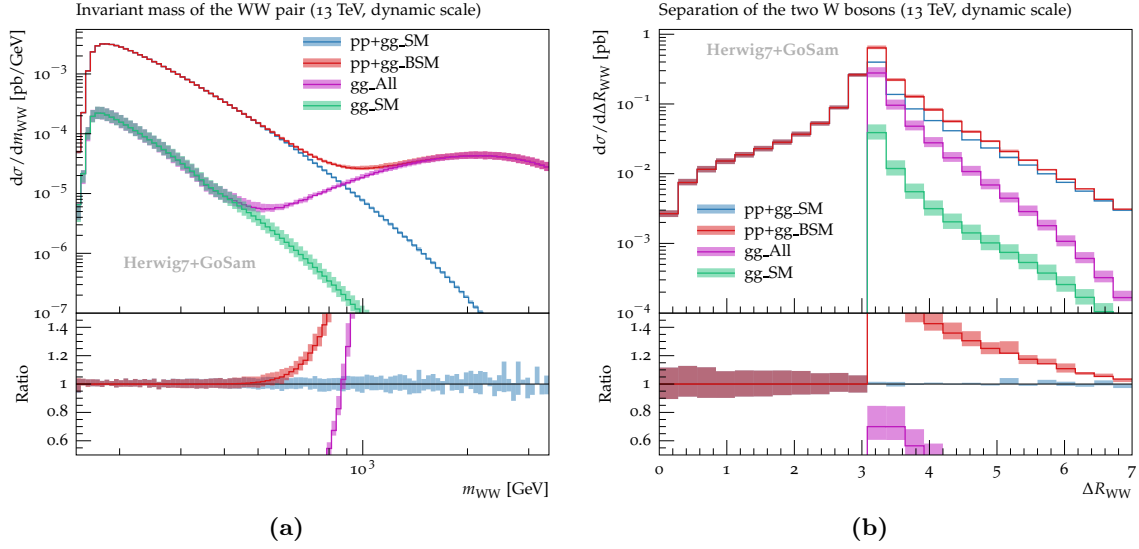 Invariant mass of the WW pair (13 TeV, dynamic scale)
dσ/dm_WW [pb/GeV]
10^−3
10^−4
10^−5
10^−6
10^−7
pp+gg_SM
pp+gg_BSM
gg_All
gg_SM
Herwig7+GoSam
Ratio
1.4
1.2
1
0.8
0.6
10^3
m_WW [GeV]
(a)
Separation of the two W bosons (13 TeV, dynamic scale)
dσ/dΔR_WW [pb]
1
10^−1
10^−2
10^−3
10^−4
Herwig7+GoSam
pp+gg_SM
pp+gg_BSM
gg_All
gg_SM
Ratio
1.4
1.2
1
0.8
0.6
0 1 2 3 4 5 6 7
ΔR_WW
(b)